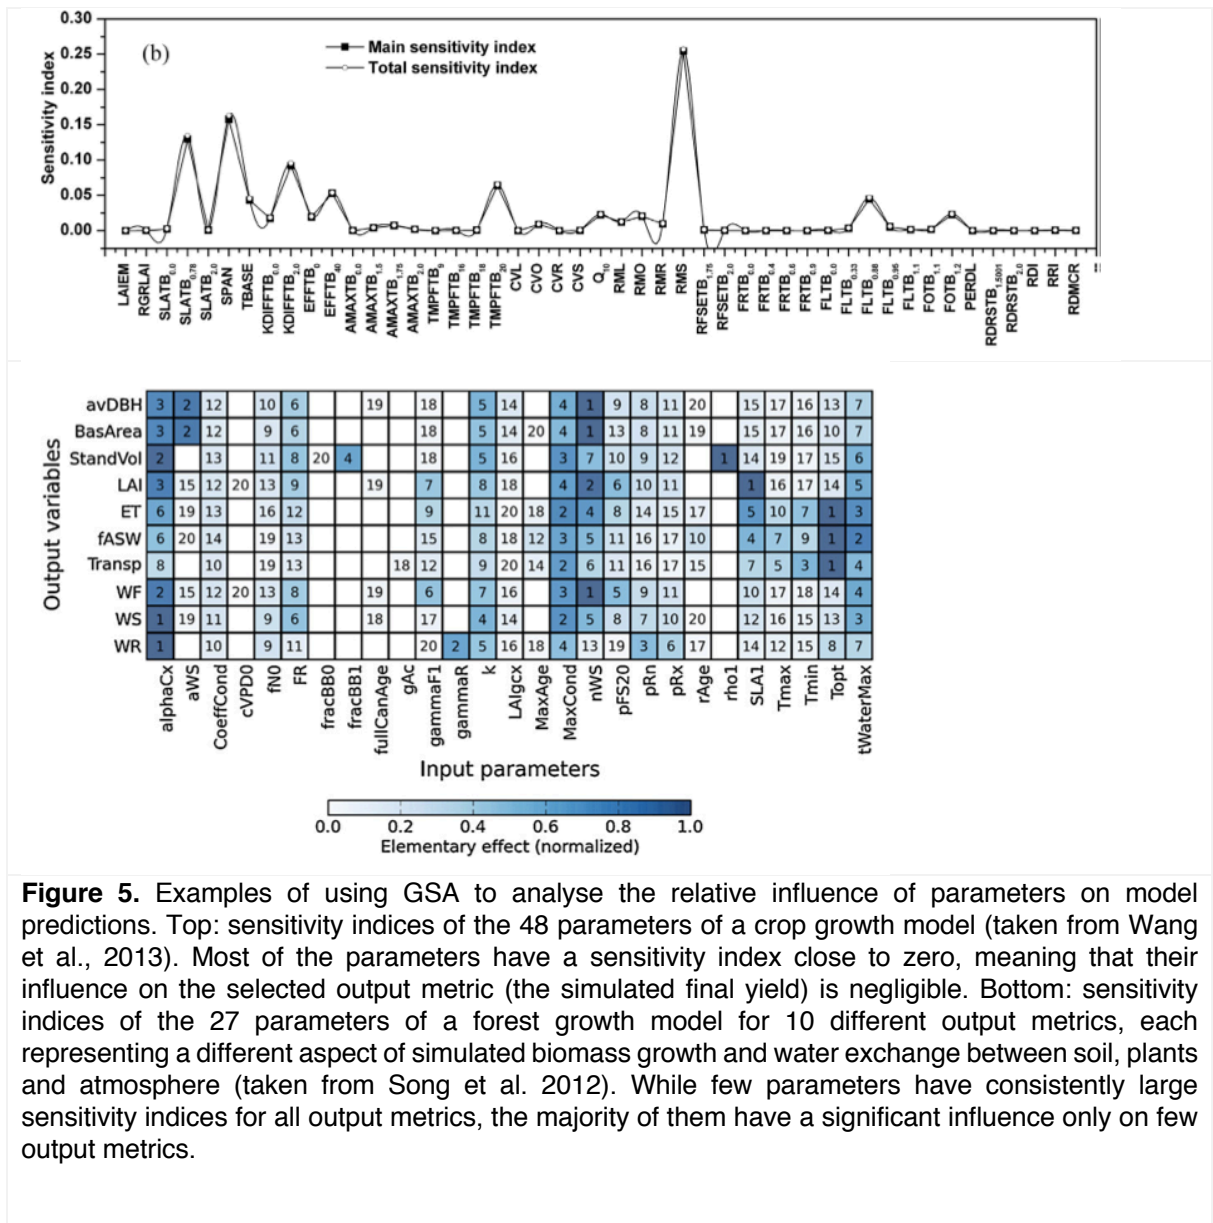 0.30
0.25
0.20
0.15
0.10
0.05
0.00
Sensitivity index
(b)
Main sensitivity index
Total sensitivity index
LAIEM
RGRLAI
SLATB0.0
SLATB0.78
SLATB2.0
SPAN
TBASE
KDIFFTB0.0
KDIFFTB2.0
EFFTB0
EFFTB40
AMAXTB0.0
AMAXTB1.5
AMAXTB1.75
AMAXTB2.0
TMPFTB9
TMPFTB16
TMPFTB18
TMPFTB20
CVL
CVO
CVR
CVS
Q10
RML
RMO
RMR
RMS
RFSETB1.75
RFSETB2.0
FRTB0.0
FRTB0.4
FRTB0.6
FRTB0.9
FLTB0.0
FLTB0.33
FLTB0.88
FLTB0.95
FLTB1.1
FOTB1.1
FOTB1.2
PERDL
RDRSTB1.5001
RDRSTB2.0
RDI
RRI
RDMCR
Output variables
avDBH 3 2 12 10 6 19 18 5 14 4 1 9 8 11 20 15 17 16 13 7
BasArea 3 2 12 9 6 18 5 14 20 4 1 13 8 11 19 15 17 16 10 7
StandVol 2 13 11 8 20 4 18 5 16 3 7 10 9 12 1 14 19 17 15 6
LAI 3 15 12 20 13 9 19 7 8 18 4 2 6 10 11 1 16 17 14 5
ET 6 19 13 16 12 9 11 20 18 2 4 8 14 15 17 5 10 7 1 3
fASW 6 20 14 19 13 15 8 18 12 3 5 11 16 17 10 4 7 9 1 2
Transp 8 10 19 13 18 12 9 20 14 2 6 11 16 17 15 7 5 3 1 4
WF 2 15 12 20 13 8 19 6 7 16 3 1 5 9 11 10 17 18 14 4
WS 1 19 11 9 6 18 17 4 14 2 5 8 7 10 20 12 16 15 13 3
WR 1 10 9 11 20 2 5 16 18 4 13 19 3 6 17 14 12 15 8 7
alphaCx
aWS
CoeffCond
cVPD0
fN0
FR
fracBB0
fracBB1
fullCanAge
gAc
gammaF1
gammaR
k
LAIgcx
MaxAge
MaxCond
nWS
pFS20
pRn
pRx
rAge
rho1
SLA1
Tmax
Tmin
Topt
tWaterMax
Input parameters
0.0 0.2 0.4 0.6 0.8 1.0
Elementary effect (normalized)
Figure 5. Examples of using GSA to analyse the relative influence of parameters on model
predictions. Top: sensitivity indices of the 48 parameters of a crop growth model (taken from Wang
et al., 2013). Most of the parameters have a sensitivity index close to zero, meaning that their
influence on the selected output metric (the simulated final yield) is negligible. Bottom: sensitivity
indices of the 27 parameters of a forest growth model for 10 different output metrics, each
representing a different aspect of simulated biomass growth and water exchange between soil, plants
and atmosphere (taken from Song et al. 2012). While few parameters have consistently large
sensitivity indices for all output metrics, the majority of them have a significant influence only on few
output metrics.